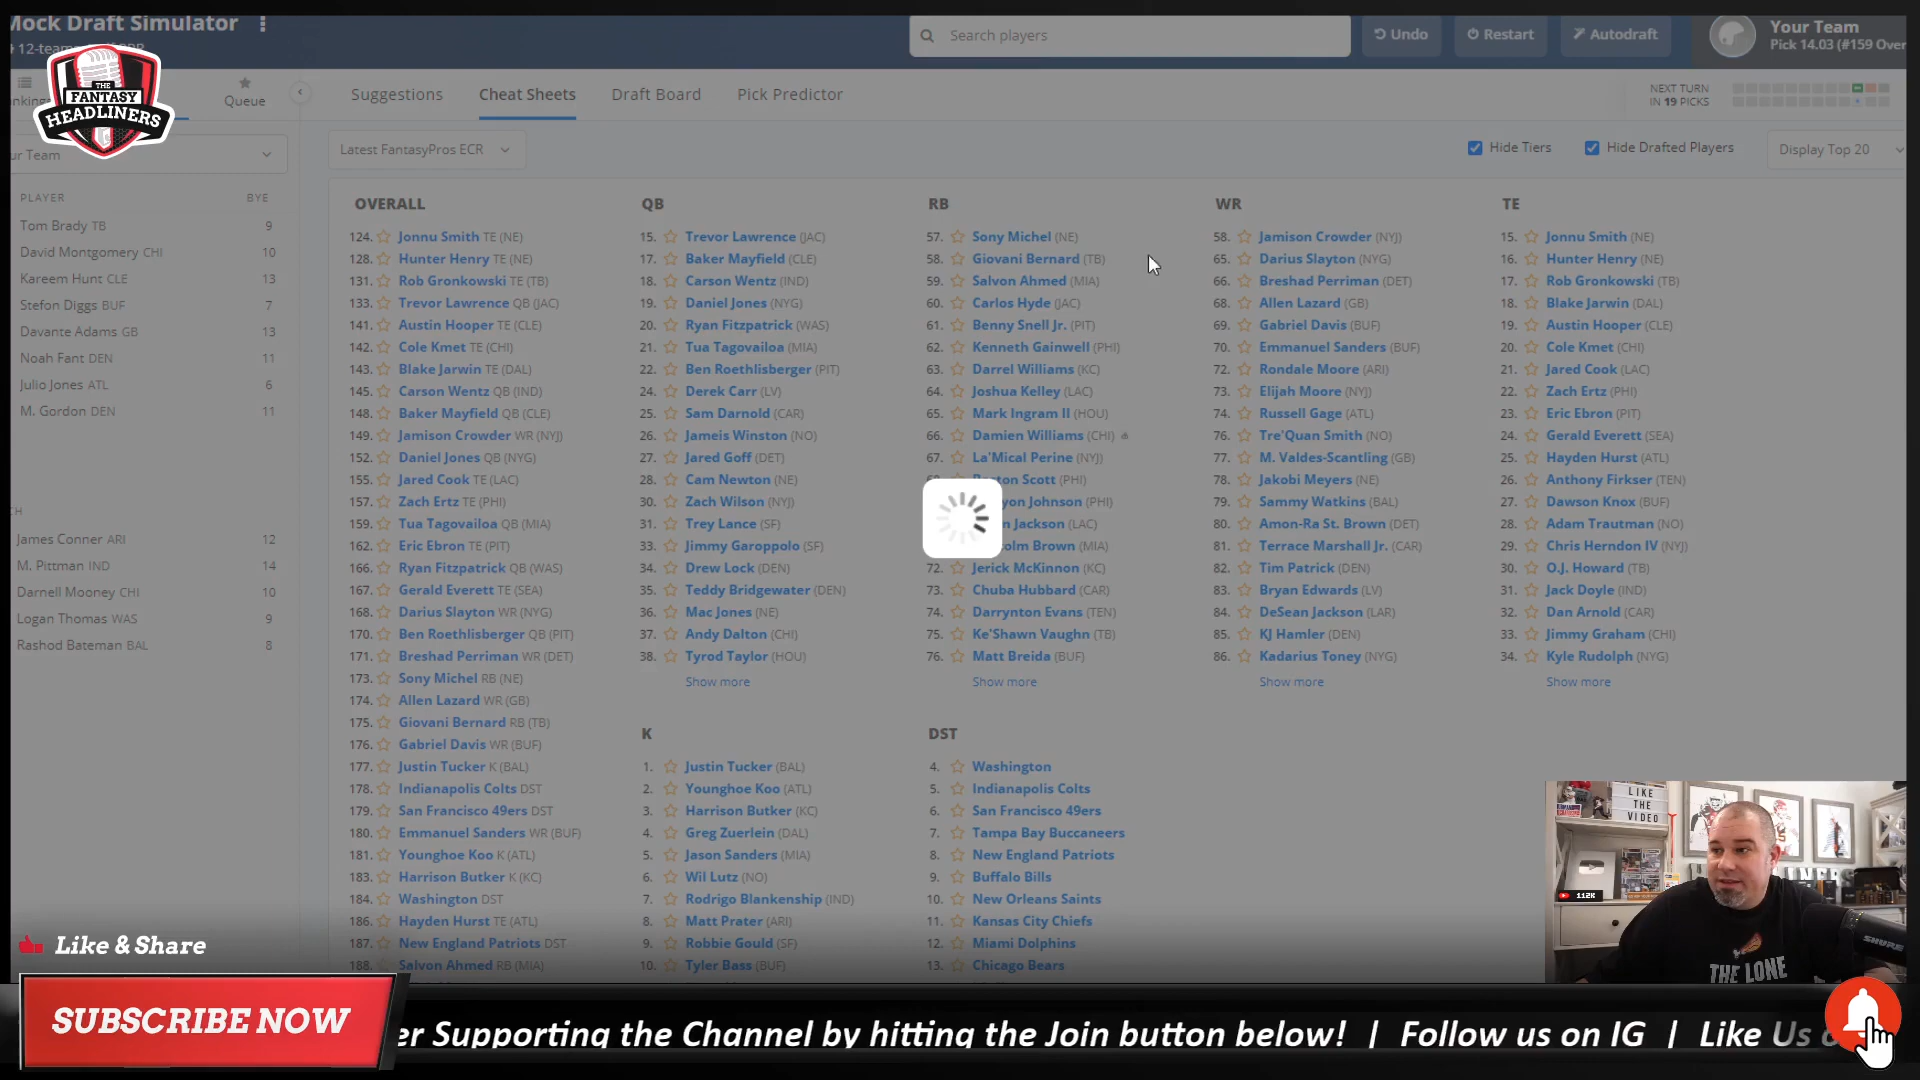 Mock Draft Simulator
12-team
Search players
Undo
Restart
Autodraft
Your Team
Pick 14.03 (#159 Over
THE
FANTASY
HEADLINERS
Queue
Suggestions
Cheat Sheets
Draft Board
Pick Predictor
NEXT TURN
IN 19 PICKS
ur Team
Latest FantasyPros ECR
Hide Tiers
Hide Drafted Players
Display Top 20
PLAYER BYE
Tom Brady TB 9
David Montgomery CHI 10
Kareem Hunt CLE 13
Stefon Diggs BUF 7
Davante Adams GB 13
Noah Fant DEN 11
Julio Jones ATL 6
M. Gordon DEN 11
CH
James Conner ARI 12
M. Pittman IND 14
Darnell Mooney CHI 10
Logan Thomas WAS 9
Rashod Bateman BAL 8
OVERALL
124. Jonnu Smith TE (NE)
128. Hunter Henry TE (NE)
131. Rob Gronkowski TE (TB)
133. Trevor Lawrence QB (JAC)
141. Austin Hooper TE (CLE)
142. Cole Kmet TE (CHI)
143. Blake Jarwin TE (DAL)
145. Carson Wentz QB (IND)
148. Baker Mayfield QB (CLE)
149. Jamison Crowder WR (NYJ)
152. Daniel Jones QB (NYG)
155. Jared Cook TE (LAC)
157. Zach Ertz TE (PHI)
159. Tua Tagovailoa QB (MIA)
162. Eric Ebron TE (PIT)
166. Ryan Fitzpatrick QB (WAS)
167. Gerald Everett TE (SEA)
168. Darius Slayton WR (NYG)
170. Ben Roethlisberger QB (PIT)
171. Breshad Perriman WR (DET)
173. Sony Michel RB (NE)
174. Allen Lazard WR (GB)
175. Giovani Bernard RB (TB)
176. Gabriel Davis WR (BUF)
177. Justin Tucker K (BAL)
178. Indianapolis Colts DST
179. San Francisco 49ers DST
180. Emmanuel Sanders WR (BUF)
181. Younghoe Koo K (ATL)
183. Harrison Butker K (KC)
184. Washington DST
186. Hayden Hurst TE (ATL)
187. New England Patriots DST
188. Salvon Ahmed RB (MIA)
QB
15. Trevor Lawrence (JAC)
17. Baker Mayfield (CLE)
18. Carson Wentz (IND)
19. Daniel Jones (NYG)
20. Ryan Fitzpatrick (WAS)
21. Tua Tagovailoa (MIA)
22. Ben Roethlisberger (PIT)
24. Derek Carr (LV)
25. Sam Darnold (CAR)
26. Jameis Winston (NO)
27. Jared Goff (DET)
28. Cam Newton (NE)
30. Zach Wilson (NYJ)
31. Trey Lance (SF)
33. Jimmy Garoppolo (SF)
34. Drew Lock (DEN)
35. Teddy Bridgewater (DEN)
36. Mac Jones (NE)
37. Andy Dalton (CHI)
38. Tyrod Taylor (HOU)
Show more
RB
57. Sony Michel (NE)
58. Giovani Bernard (TB)
59. Salvon Ahmed (MIA)
60. Carlos Hyde (JAC)
61. Benny Snell Jr. (PIT)
62. Kenneth Gainwell (PHI)
63. Darrel Williams (KC)
64. Joshua Kelley (LAC)
65. Mark Ingram II (HOU)
66. Damien Williams (CHI)
67. La'Mical Perine (NYJ)
ton Scott (PHI)
yon Johnson (PHI)
n Jackson (LAC)
olm Brown (MIA)
72. Jerick McKinnon (KC)
73. Chuba Hubbard (CAR)
74. Darrynton Evans (TEN)
75. Ke'Shawn Vaughn (TB)
76. Matt Breida (BUF)
Show more
WR
58. Jamison Crowder (NYJ)
65. Darius Slayton (NYG)
66. Breshad Perriman (DET)
68. Allen Lazard (GB)
69. Gabriel Davis (BUF)
70. Emmanuel Sanders (BUF)
72. Rondale Moore (ARI)
73. Elijah Moore (NYJ)
74. Russell Gage (ATL)
76. Tre'Quan Smith (NO)
77. M. Valdes-Scantling (GB)
78. Jakobi Meyers (NE)
79. Sammy Watkins (BAL)
80. Amon-Ra St. Brown (DET)
81. Terrace Marshall Jr. (CAR)
82. Tim Patrick (DEN)
83. Bryan Edwards (LV)
84. DeSean Jackson (LAR)
85. KJ Hamler (DEN)
86. Kadarius Toney (NYG)
Show more
TE
15. Jonnu Smith (NE)
16. Hunter Henry (NE)
17. Rob Gronkowski (TB)
18. Blake Jarwin (DAL)
19. Austin Hooper (CLE)
20. Cole Kmet (CHI)
21. Jared Cook (LAC)
22. Zach Ertz (PHI)
23. Eric Ebron (PIT)
24. Gerald Everett (SEA)
25. Hayden Hurst (ATL)
26. Anthony Firkser (TEN)
27. Dawson Knox (BUF)
28. Adam Trautman (NO)
29. Chris Herndon IV (NYJ)
30. O.J. Howard (TB)
31. Jack Doyle (IND)
32. Dan Arnold (CAR)
33. Jimmy Graham (CHI)
34. Kyle Rudolph (NYG)
Show more
K
1. Justin Tucker (BAL)
2. Younghoe Koo (ATL)
3. Harrison Butker (KC)
4. Greg Zuerlein (DAL)
5. Jason Sanders (MIA)
6. Wil Lutz (NO)
7. Rodrigo Blankenship (IND)
8. Matt Prater (ARI)
9. Robbie Gould (SF)
10. Tyler Bass (BUF)
DST
4. Washington
5. Indianapolis Colts
6. San Francisco 49ers
7. Tampa Bay Buccaneers
8. New England Patriots
9. Buffalo Bills
10. New Orleans Saints
11. Kansas City Chiefs
12. Miami Dolphins
13. Chicago Bears
LIKE
THE
VIDEO
112K
SHURE
THE LONE
Like & Share
SUBSCRIBE NOW
er Supporting the Channel by hitting the Join button below! | Follow us on IG | Like Us o